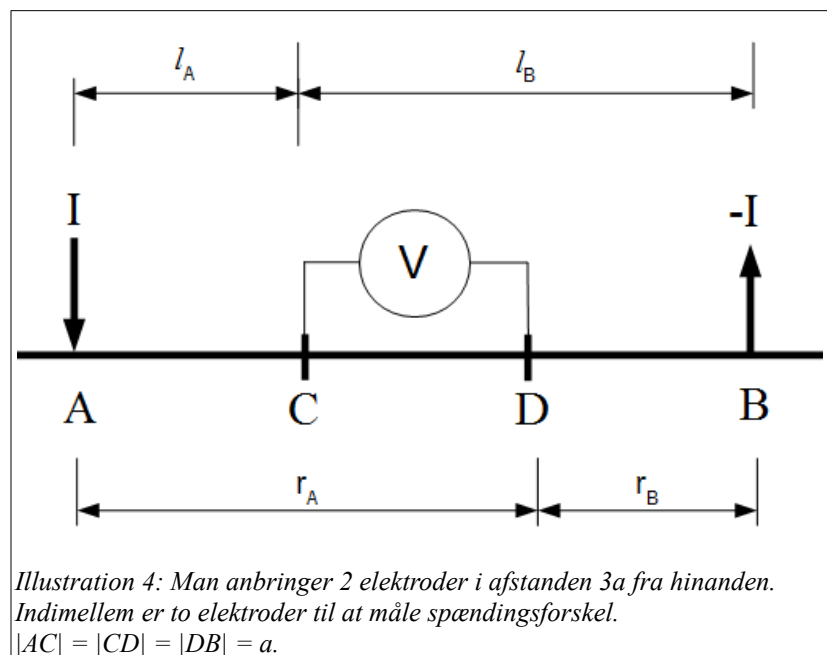 l_A l_B
I -I
V
A C D B
r_A r_B
Illustration 4: Man anbringer 2 elektroder i afstanden 3a fra hinanden.
Indimellem er to elektroder til at måle spændingsforskel.
|AC| = |CD| = |DB| = a.